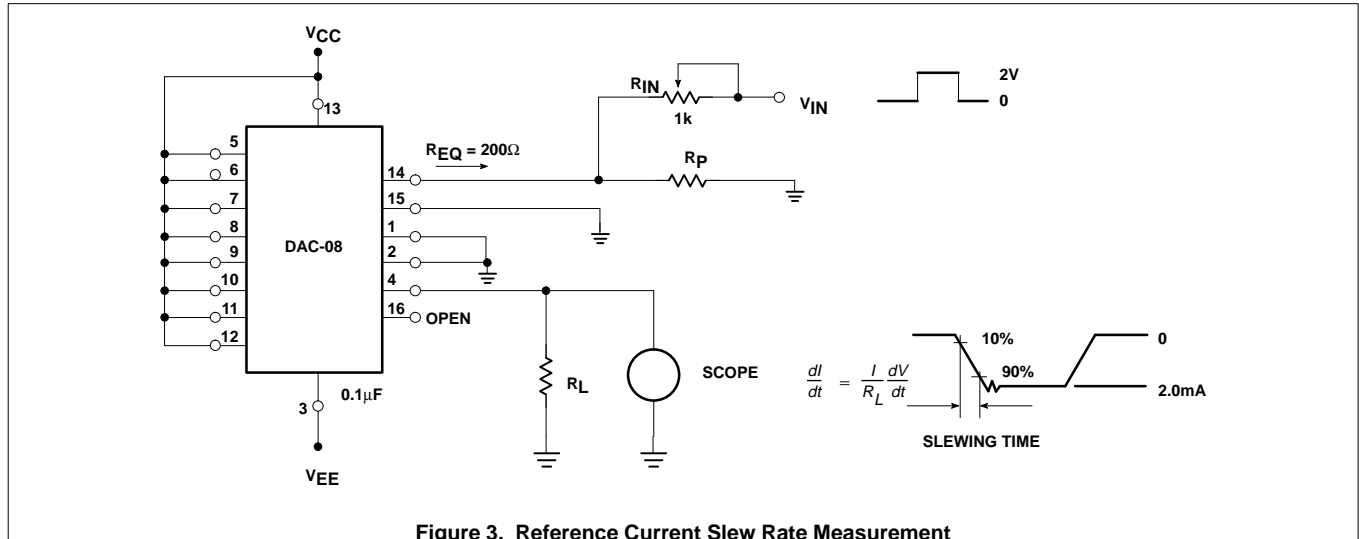 VCC
13
5
6
7
8
9
10
11
12
DAC-08
14
15
1
2
4
16
OPEN
3
0.1μF
VEE
REQ = 200Ω
RIN
1k
VIN
RP
2V
0
RL
SCOPE
dI/dt = I/RL dV/dt
10%
90%
0
2.0mA
SLEWING TIME
Figure 3. Reference Current Slew Rate Measurement